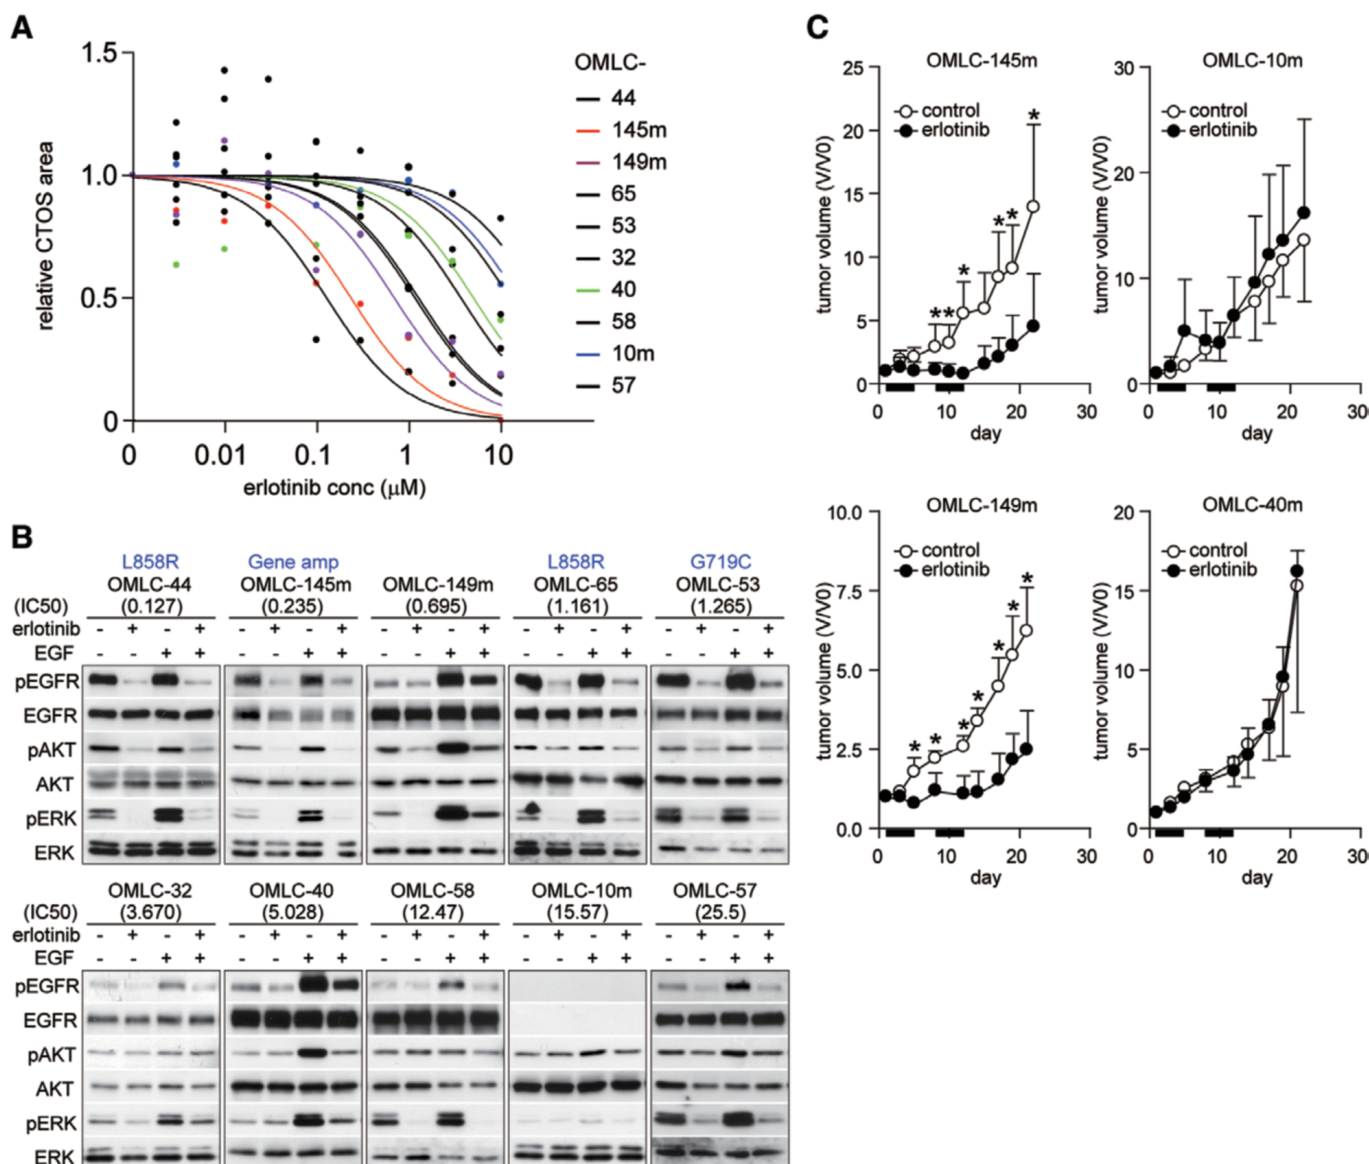 A
1.5
1.0
0.5
0
relative CTOS area
0 0.01 0.1 1 10
erlotinib conc (μM)
OMLC-
44
145m
149m
65
53
32
40
58
10m
57
B
L858R Gene amp L858R G719C
OMLC-44 OMLC-145m OMLC-149m OMLC-65 OMLC-53
(IC50) (0.127) (0.235) (0.695) (1.161) (1.265)
erlotinib - + - + - + - + - + - + - + - + - + - +
EGF - - + + - - + + - - + + - - + + - - + +
pEGFR
EGFR
pAKT
AKT
pERK
ERK
OMLC-32 OMLC-40 OMLC-58 OMLC-10m OMLC-57
(IC50) (3.670) (5.028) (12.47) (15.57) (25.5)
erlotinib - + - + - + - + - + - + - + - + - + - +
EGF - - + + - - + + - - + + - - + + - - + +
pEGFR
EGFR
pAKT
AKT
pERK
ERK
C
OMLC-145m
control
erlotinib
25
20
15
10
5
0
tumor volume (V/V0)
* * * * * *
0 10 20 30
day
OMLC-10m
control
erlotinib
30
20
10
0
tumor volume (V/V0)
0 10 20 30
day
OMLC-149m
control
erlotinib
10.0
7.5
5.0
2.5
0.0
tumor volume (V/V0)
* * * * * * *
0 10 20 30
day
OMLC-40m
control
erlotinib
20
15
10
5
0
tumor volume (V/V0)
0 10 20 30
day